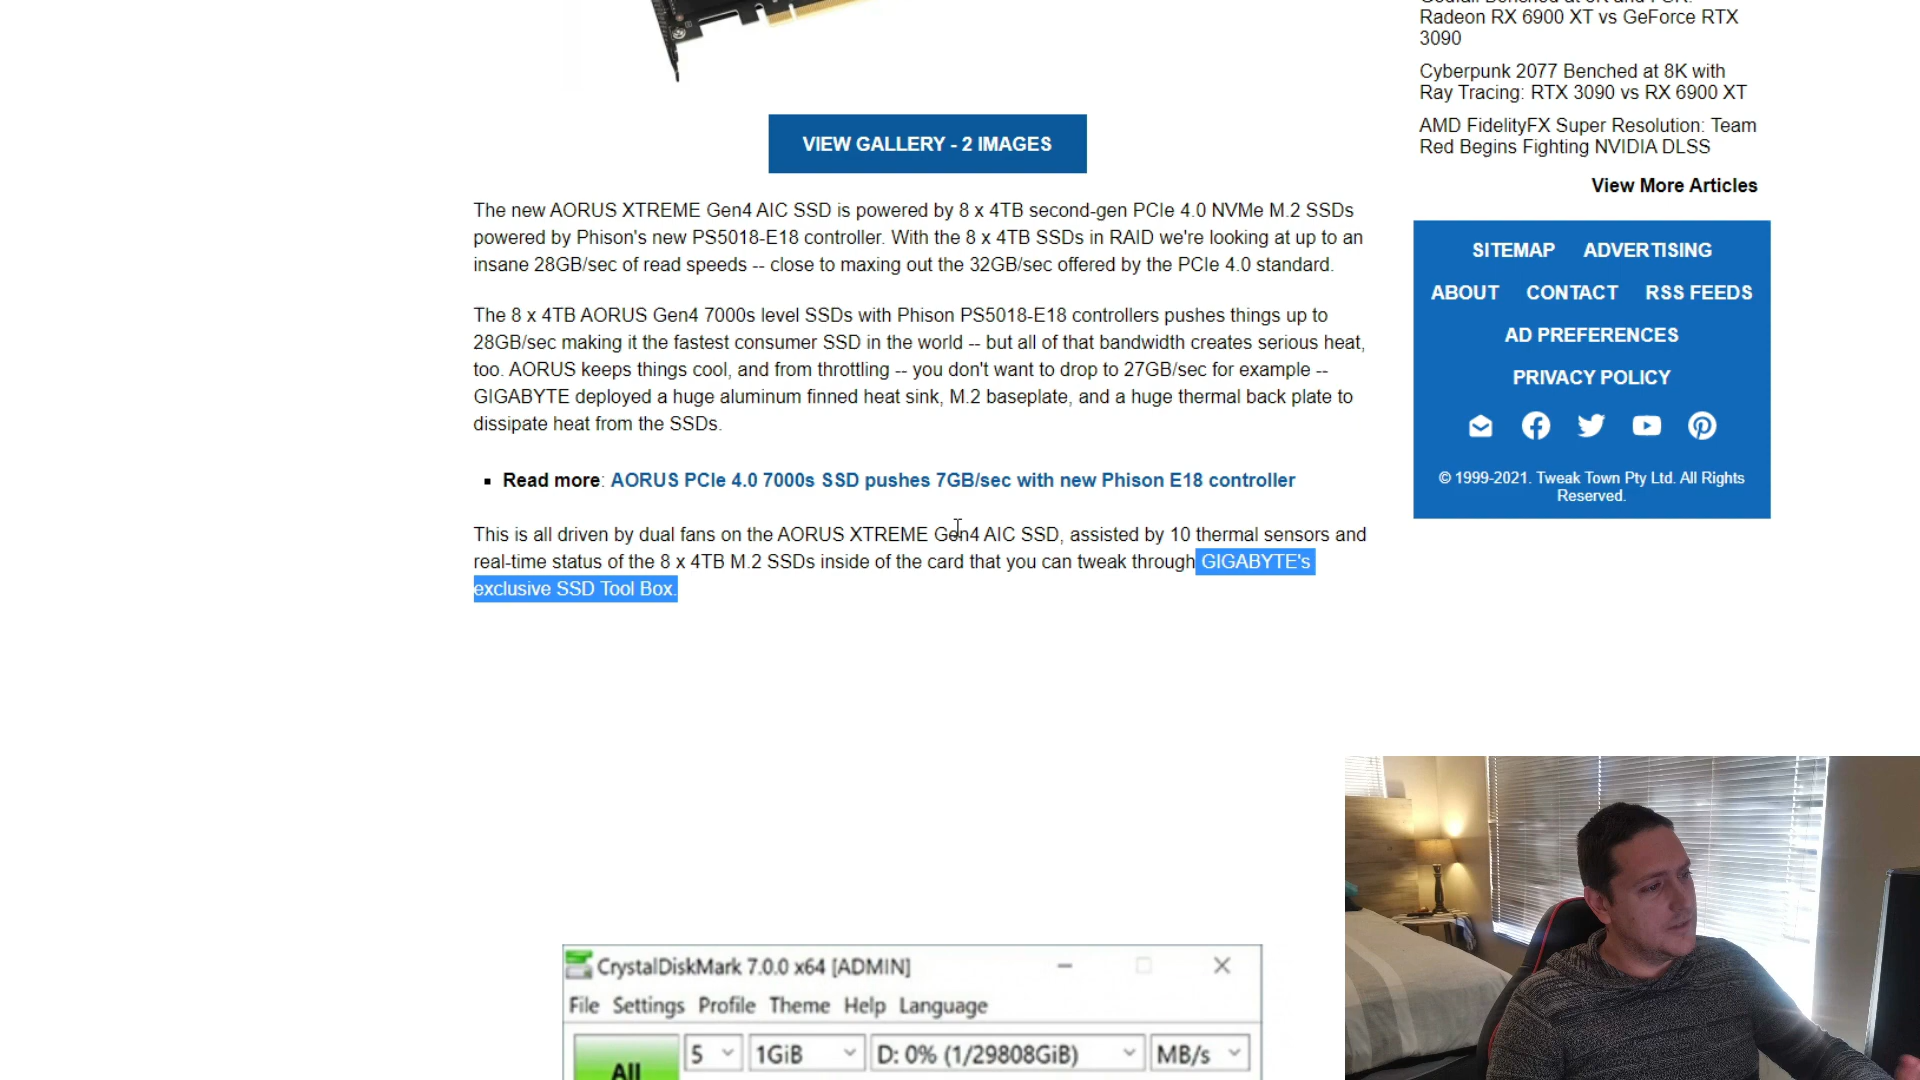 Radeon RX 6900 XT vs GeForce RTX
3090
Cyberpunk 2077 Benched at 8K with
Ray Tracing: RTX 3090 vs RX 6900 XT
AMD FidelityFX Super Resolution: Team
Red Begins Fighting NVIDIA DLSS
View More Articles
VIEW GALLERY - 2 IMAGES
The new AORUS XTREME Gen4 AIC SSD is powered by 8 x 4TB second-gen PCIe 4.0 NVMe M.2 SSDs
powered by Phison's new PS5018-E18 controller. With the 8 x 4TB SSDs in RAID we're looking at up to an
insane 28GB/sec of read speeds -- close to maxing out the 32GB/sec offered by the PCIe 4.0 standard.
The 8 x 4TB AORUS Gen4 7000s level SSDs with Phison PS5018-E18 controllers pushes things up to
28GB/sec making it the fastest consumer SSD in the world -- but all of that bandwidth creates serious heat,
too. AORUS keeps things cool, and from throttling -- you don't want to drop to 27GB/sec for example --
GIGABYTE deployed a huge aluminum finned heat sink, M.2 baseplate, and a huge thermal back plate to
dissipate heat from the SSDs.
Read more: AORUS PCIe 4.0 7000s SSD pushes 7GB/sec with new Phison E18 controller
This is all driven by dual fans on the AORUS XTREME Gen4 AIC SSD, assisted by 10 thermal sensors and
real-time status of the 8 x 4TB M.2 SSDs inside of the card that you can tweak through GIGABYTE's
exclusive SSD Tool Box.
SITEMAP ADVERTISING
ABOUT CONTACT RSS FEEDS
AD PREFERENCES
PRIVACY POLICY
© 1999-2021. Tweak Town Pty Ltd. All Rights
Reserved.
CrystalDiskMark 7.0.0 x64 [ADMIN]
File Settings Profile Theme Help Language
All 5 1GiB D: 0% (1/29808GiB) MB/s